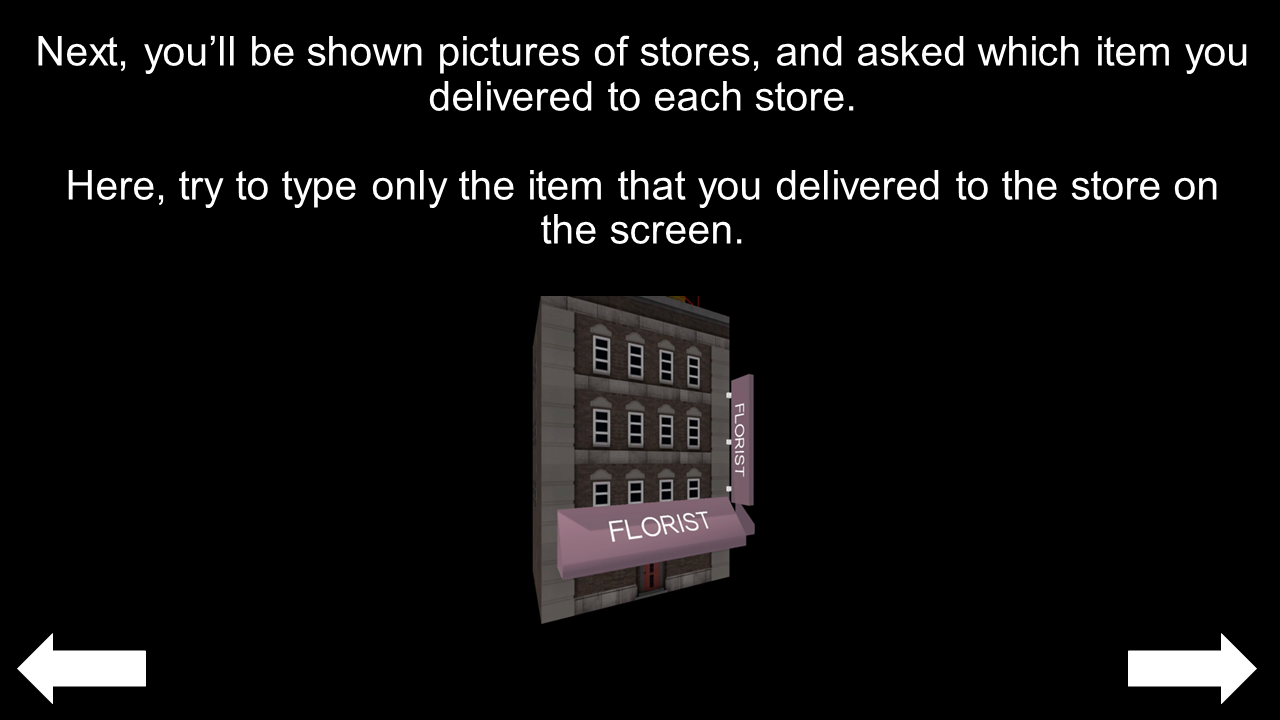 Next, you’ll be shown pictures of stores, and asked which item you
delivered to each store.
Here, try to type only the item that you delivered to the store on
the screen.
FLORIST
FLORIST